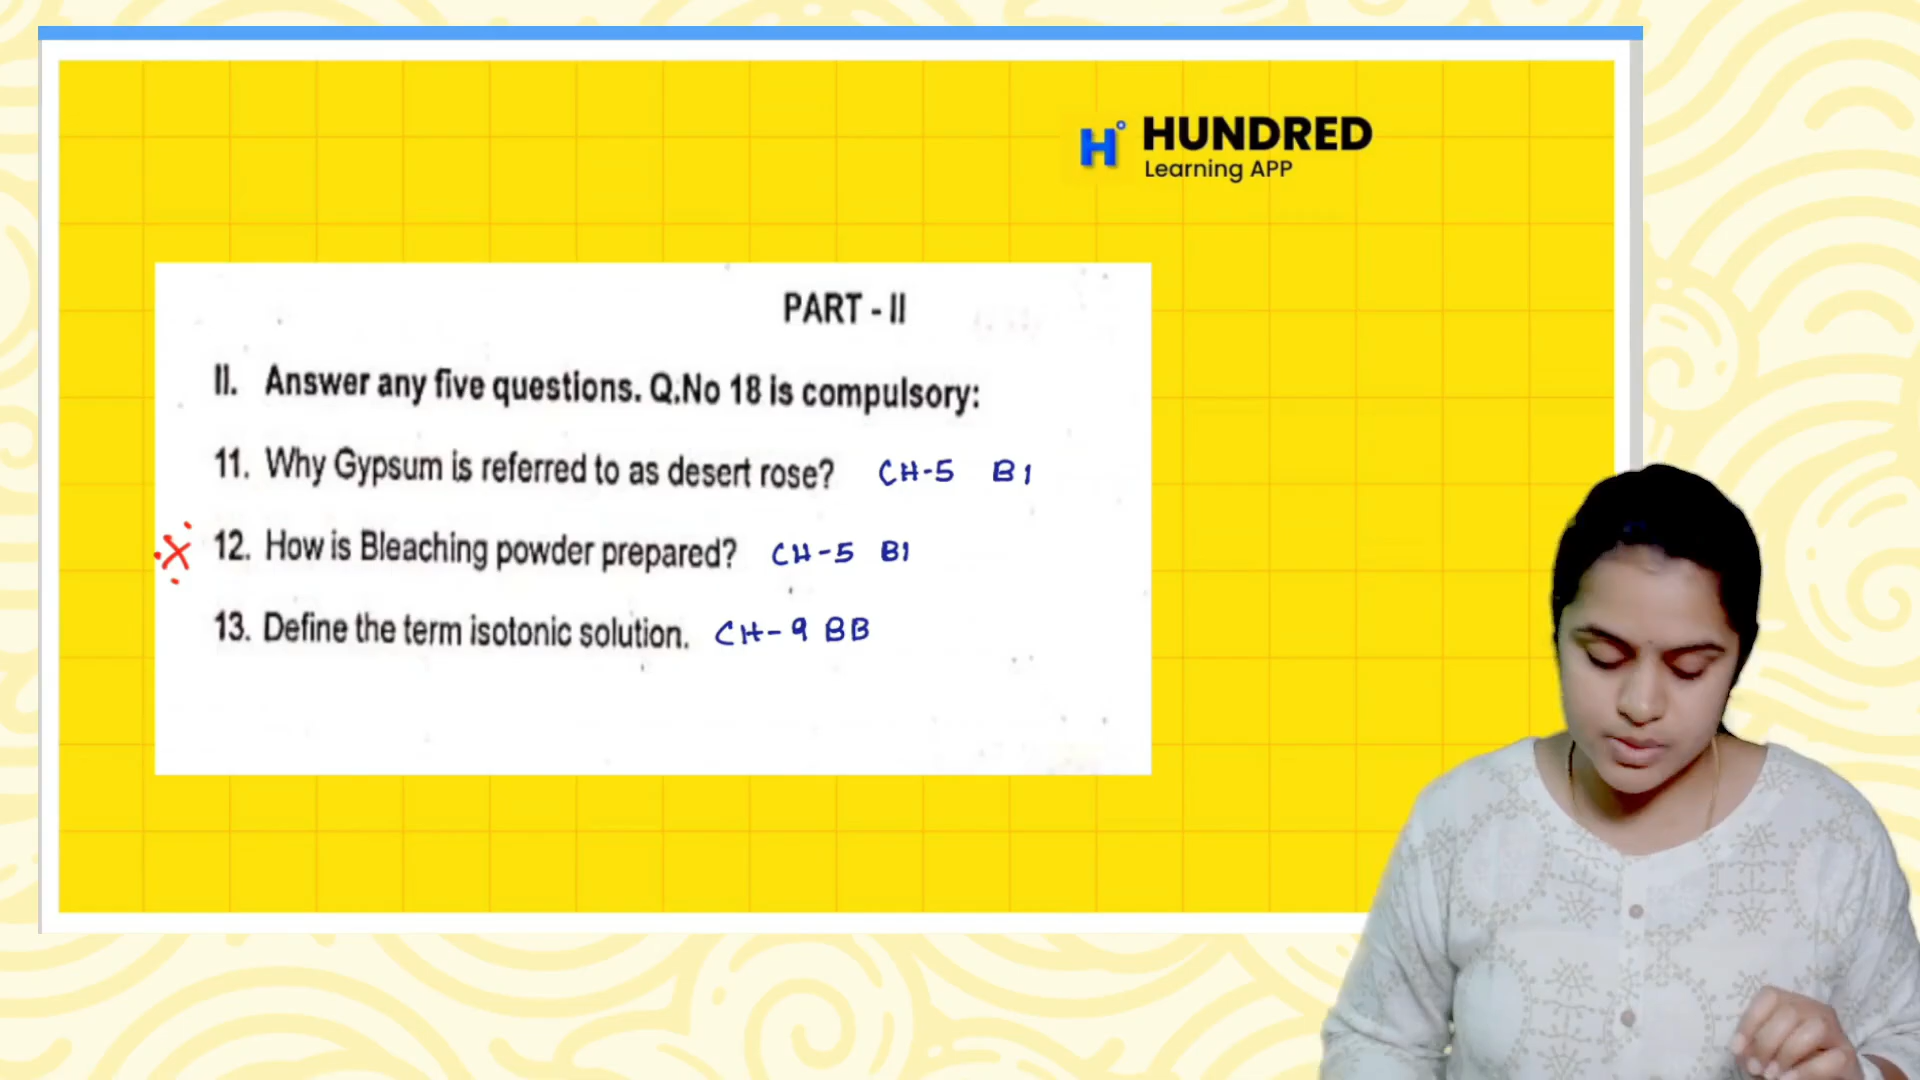 H° HUNDRED
Learning APP
PART - II
II. Answer any five questions. Q.No 18 is compulsory:
11. Why Gypsum is referred to as desert rose? CH-5 B1
12. How is Bleaching powder prepared? CH-5 B1
13. Define the term isotonic solution. CH-9 BB